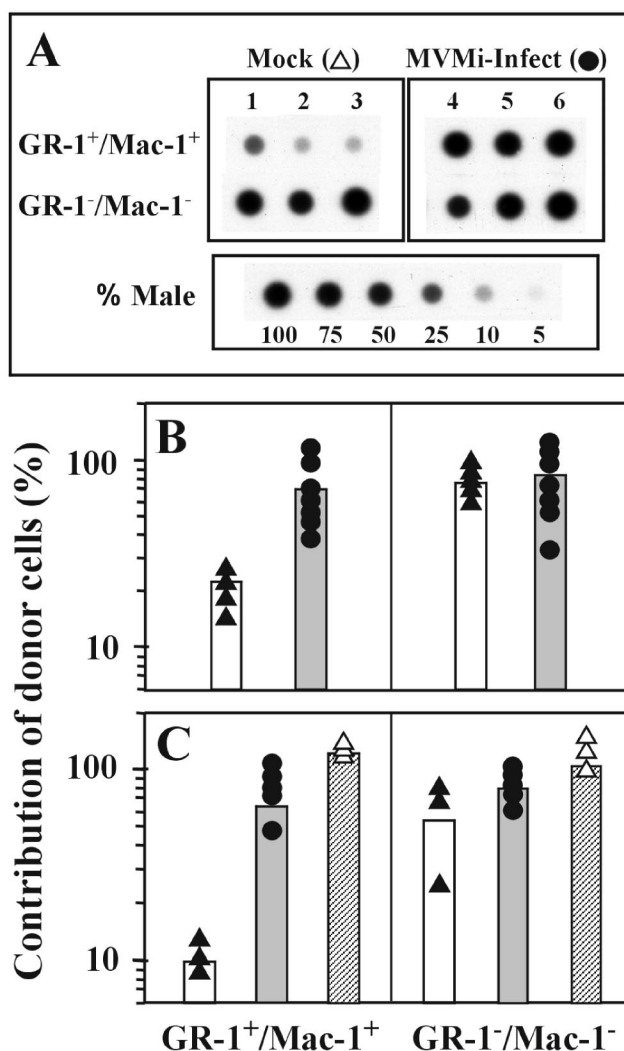 A
Mock (△) MVMi-Infect (●)
1 2 3 4 5 6
GR-1⁺/Mac-1⁺
GR-1⁻/Mac-1⁻
% Male
100 75 50 25 10 5
Contribution of donor cells (%)
B
100
10
C
100
10
GR-1⁺/Mac-1⁺ GR-1⁻/Mac-1⁻